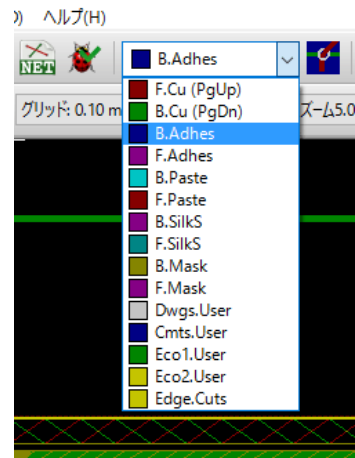 ) ヘルプ(H)
NET
B.Adhes
グリッド: 0.10 m
ズーム5.0
F.Cu (PgUp)
B.Cu (PgDn)
B.Adhes
F.Adhes
B.Paste
F.Paste
B.SilkS
F.SilkS
B.Mask
F.Mask
Dwgs.User
Cmts.User
Eco1.User
Eco2.User
Edge.Cuts